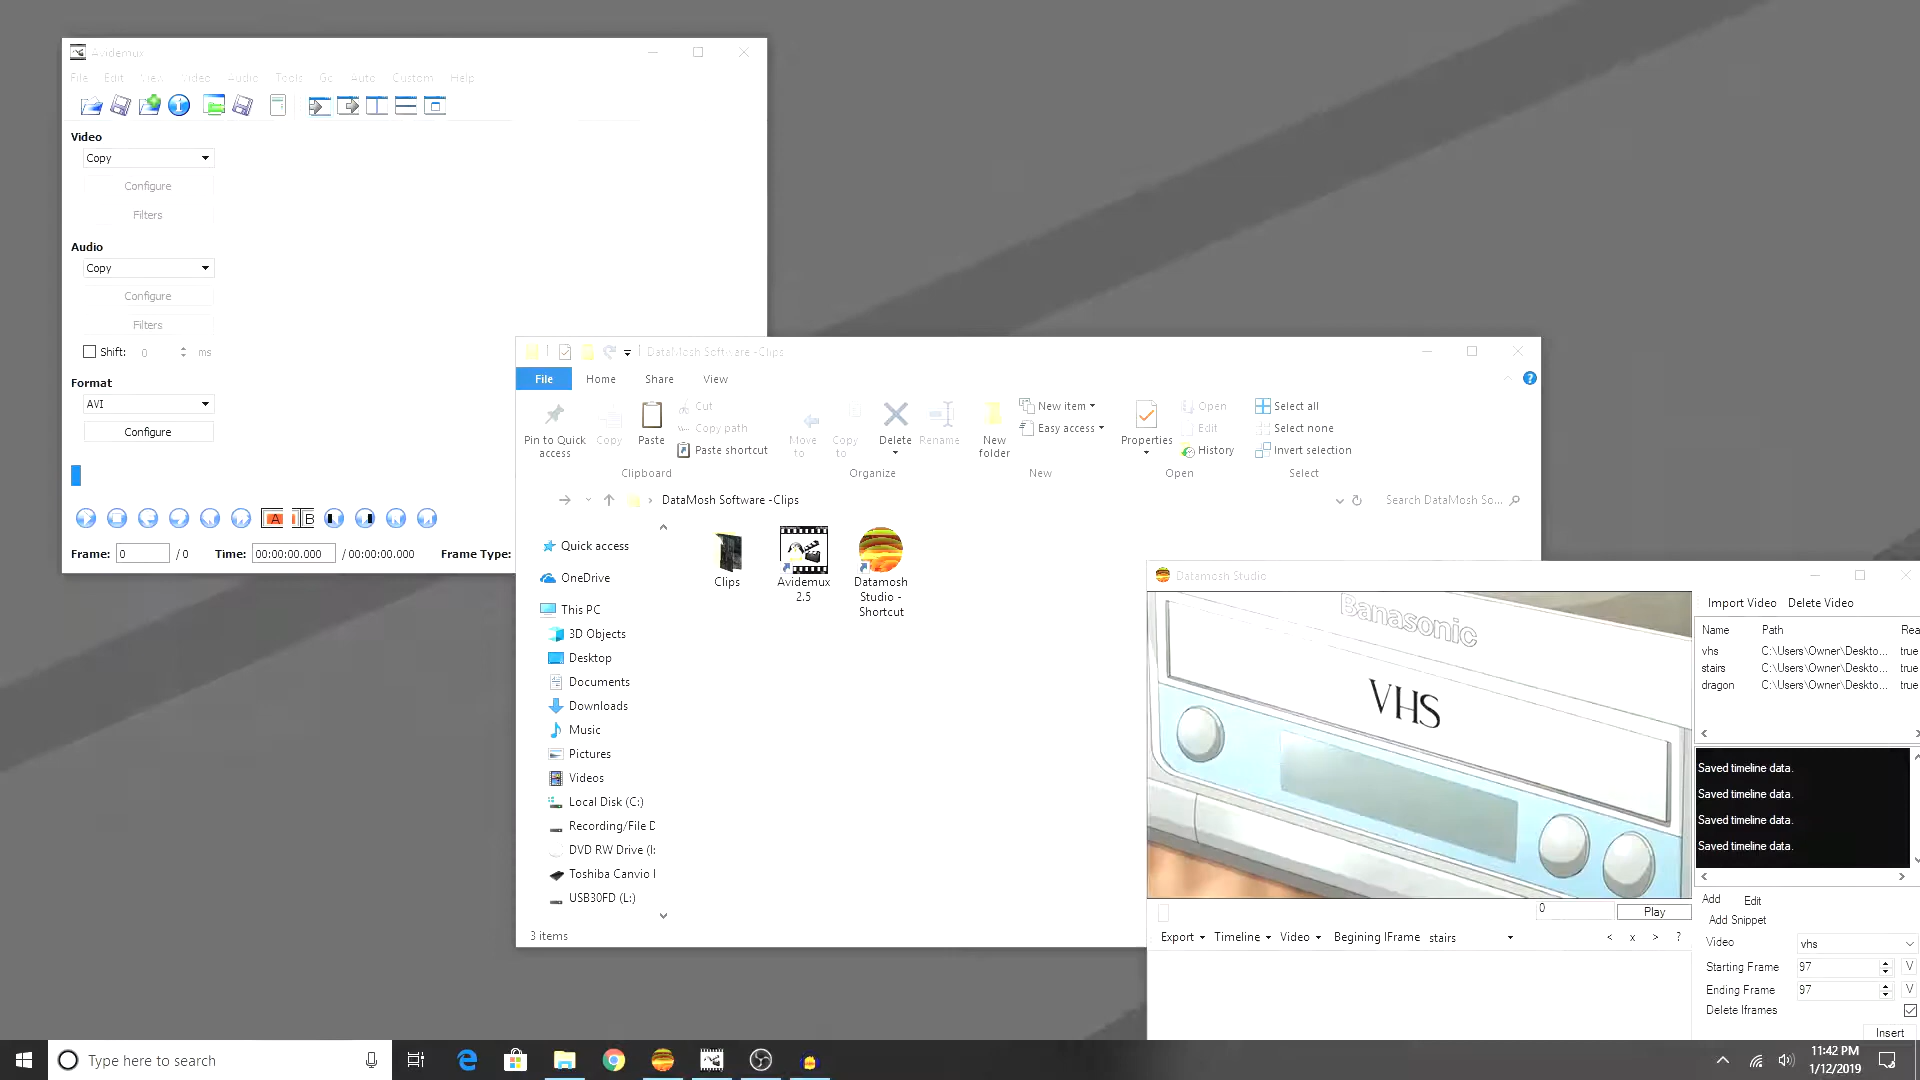 Avidemux
File Edit View Video Audio Tools Go Auto Custom Help
Video
Copy
Configure
Filters
Audio
Copy
Configure
Filters
Shift: 0 ms
Format
AVI
Configure
A B
Frame: 0 / 0 Time: 00:00:00.000 / 00:00:00.000 Frame Type:
DataMosh Software -Clips
File Home Share View
Pin to Quick access
Copy
Paste
Cut
Copy path
Paste shortcut
Clipboard
Move to
Copy to
Delete
Rename
Organize
New folder
New item
Easy access
New
Properties
Open
Edit
History
Open
Select all
Select none
Invert selection
Select
DataMosh Software -Clips
Search DataMosh So...
Quick access
OneDrive
This PC
3D Objects
Desktop
Documents
Downloads
Music
Pictures
Videos
Local Disk (C:)
Recording/File D
DVD RW Drive (I:
Toshiba Canvio
USB30FD (L:)
Clips
Avidemux 2.5
Datamosh Studio - Shortcut
3 items
Datamosh Studio
Banasonic
VHS
Import Video Delete Video
Name Path Rea
vhs C:\Users\Owner\Deskto... true
stairs C:\Users\Owner\Deskto... true
dragon C:\Users\Owner\Deskto... true
Saved timeline data.
Saved timeline data.
Saved timeline data.
Saved timeline data.
0 Play
Export Timeline Video Begining IFrame stairs < x > ?
Add Edit
Add Snippet
Video vhs
Starting Frame 97 V
Ending Frame 97 V
Delete Iframes
Insert
Type here to search
11:42 PM
1/12/2019